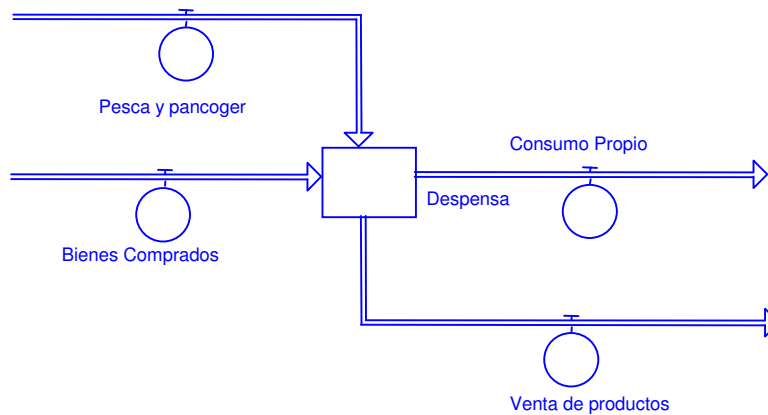 Pesca y pancoger
Consumo Propio
Despensa
Bienes Comprados
Venta de productos